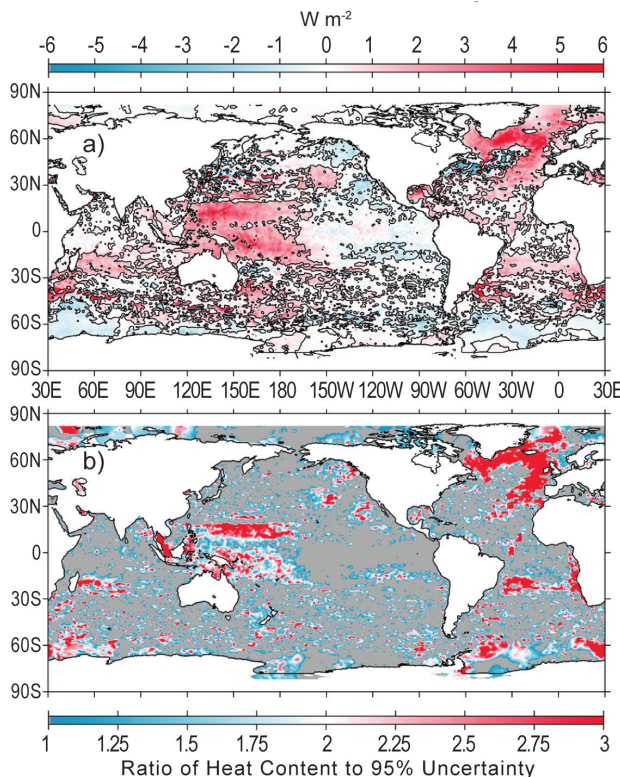 W m-2
-6 -5 -4 -3 -2 -1 0 1 2 3 4 5 6
90N
a)
60N
30N
0
30S
60S
90S
30E 60E 90E 120E 150E 180 150W 120W 90W 60W 30W 0 30E
90N
b)
60N
30N
0
30S
60S
90S
1 1.25 1.5 1.75 2 2.25 2.5 2.75 3
Ratio of Heat Content to 95% Uncertainty